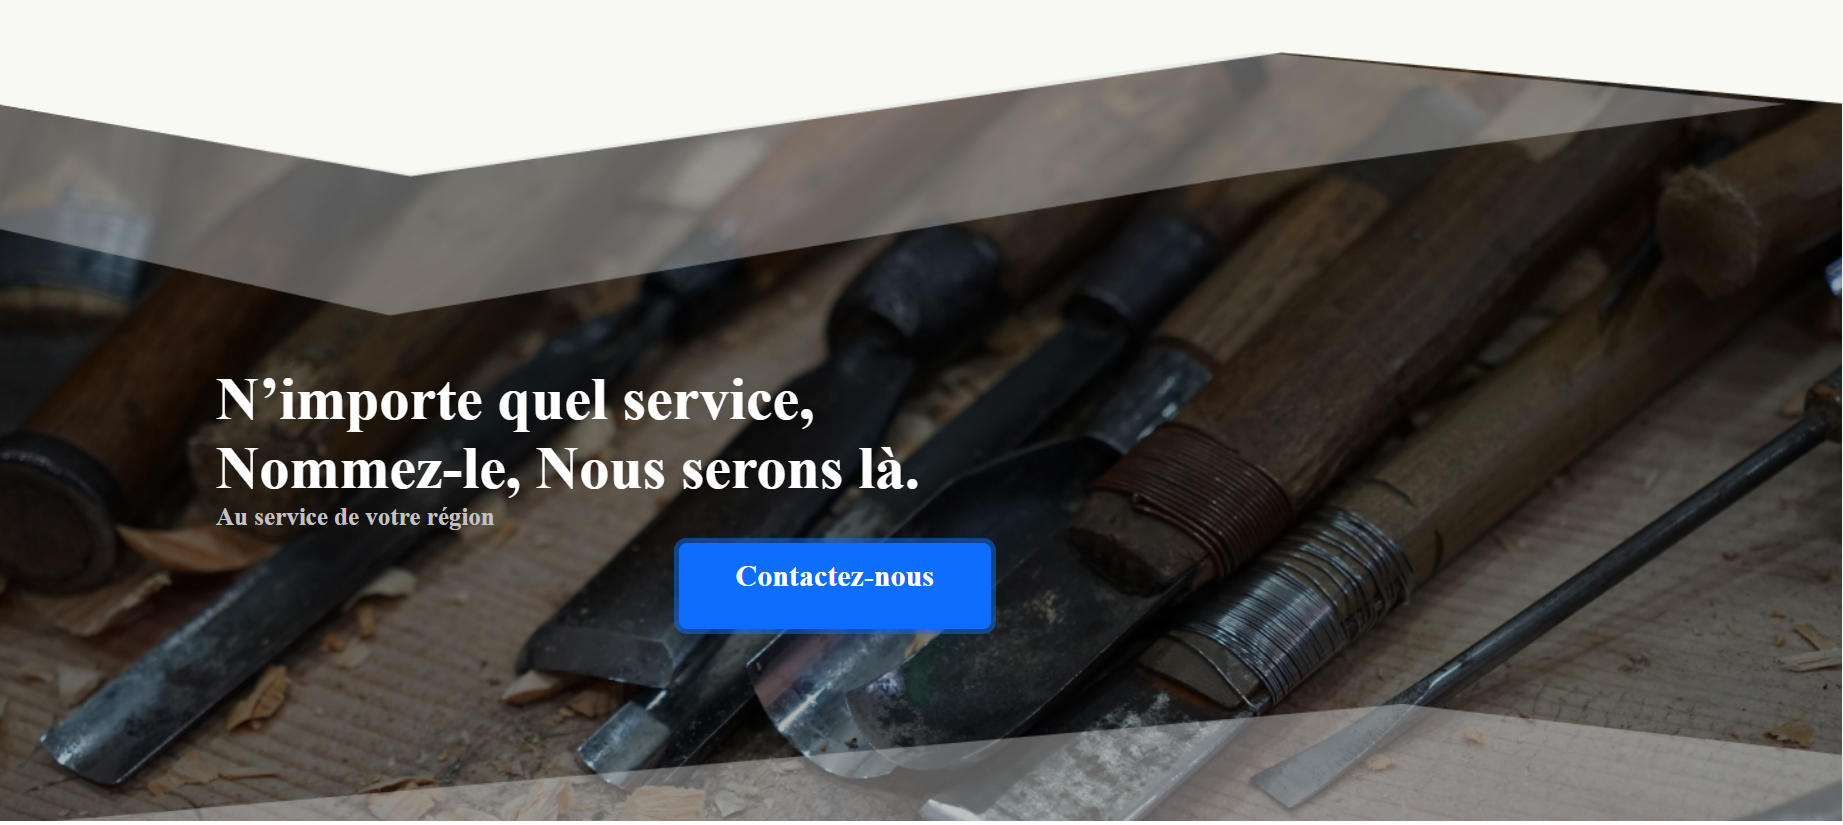 N’importe quel service,
Nommez-le, Nous serons là.
Au service de votre région
Contactez-nous